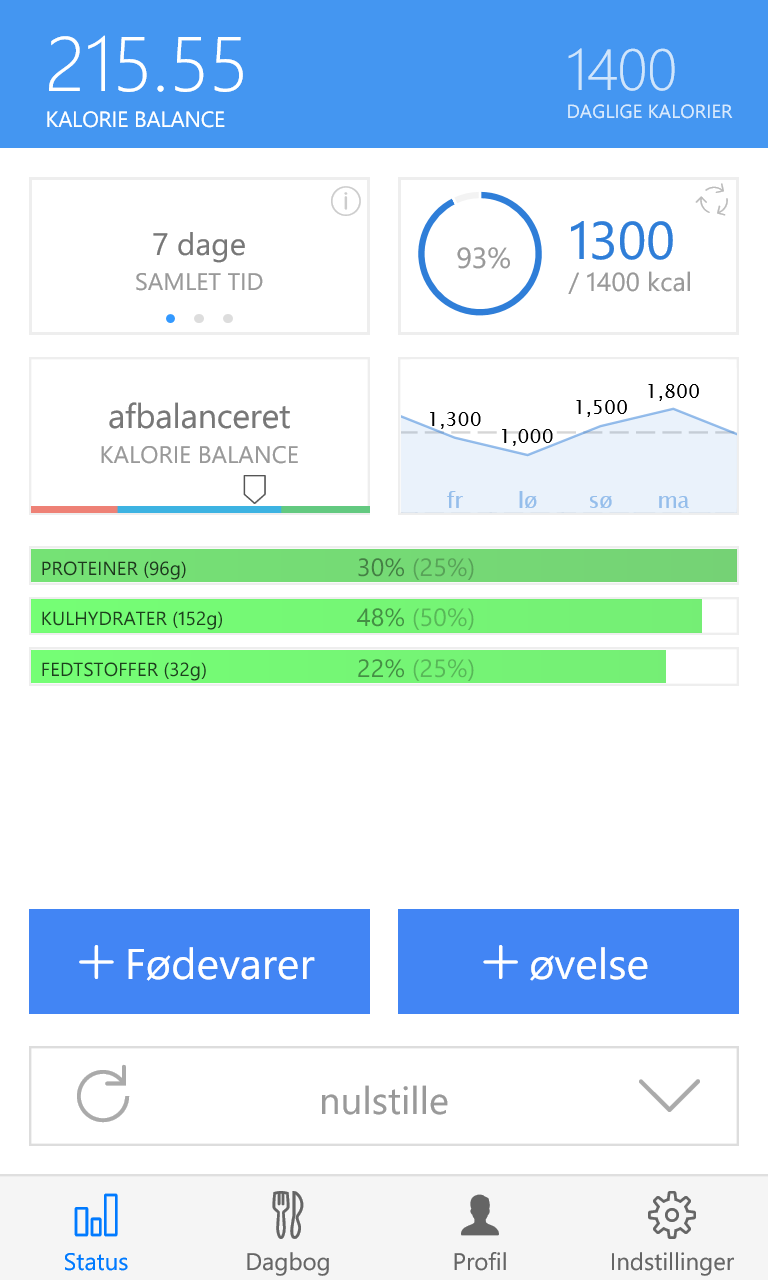 215.55
KALORIE BALANCE
1400
DAGLIGE KALORIER
7 dage
SAMLET TID
93%
1300
/ 1400 kcal
afbalanceret
KALORIE BALANCE
1,300
1,000
1,500
1,800
fr
lø
sø
ma
PROTEINER (96g) 30% (25%)
KULHYDRATER (152g) 48% (50%)
FEDTSTOFFER (32g) 22% (25%)
+ Fødevarer
+ øvelse
nulstille
Status
Dagbog
Profil
Indstillinger